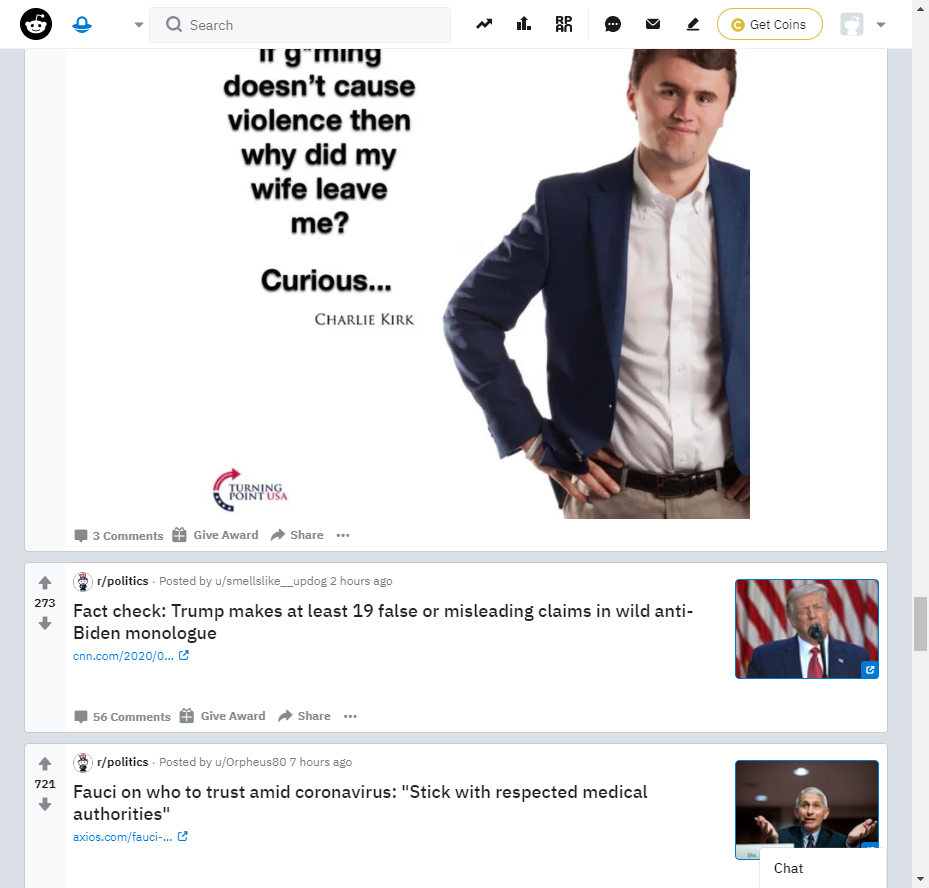 Search
Get Coins
If g*ming
doesn't cause
violence then
why did my
wife leave
me?
Curious...
CHARLIE KIRK
TURNING
POINT USA
3 Comments Give Award Share
273
r/politics · Posted by u/smellslike__updog 2 hours ago
Fact check: Trump makes at least 19 false or misleading claims in wild anti-
Biden monologue
cnn.com/2020/0...
56 Comments Give Award Share
721
r/politics · Posted by u/Orpheus80 7 hours ago
Fauci on who to trust amid coronavirus: "Stick with respected medical
authorities"
axios.com/fauci-...
Chat